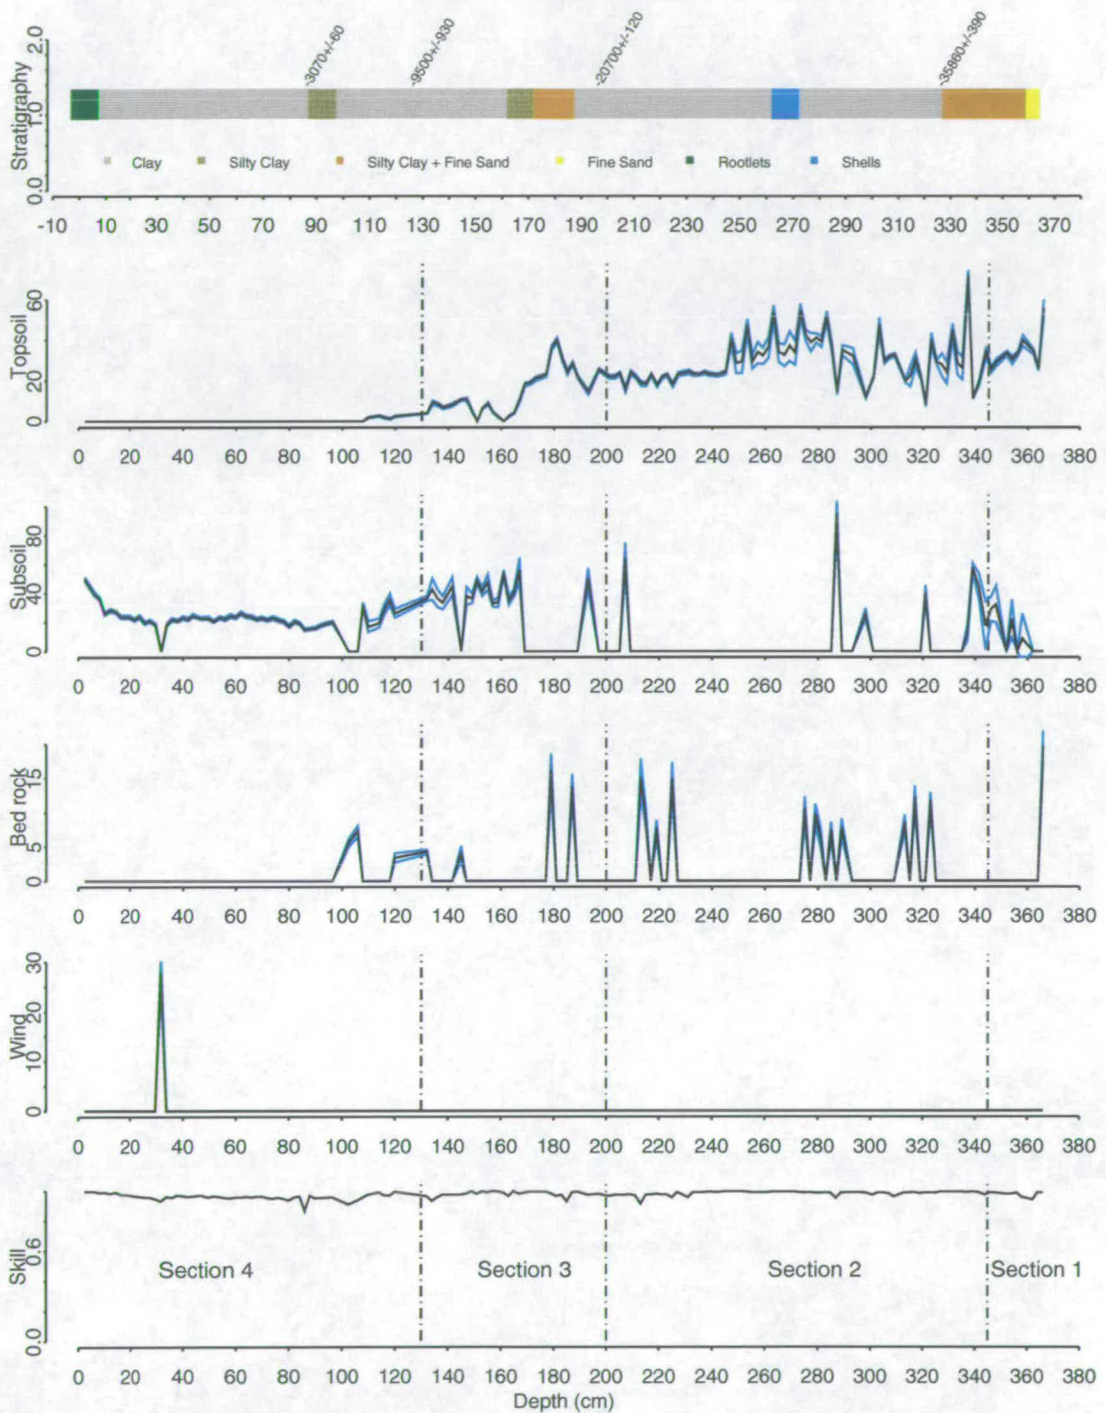 -3070+/-60
-9500+/-930
-20700+/-120
-35860+/-390
Stratigraphy
0.0 1.0 2.0
Clay Silty Clay Silty Clay + Fine Sand Fine Sand Rootlets Shells
-10 10 30 50 70 90 110 130 150 170 190 210 230 250 270 290 310 330 350 370
Topsoil
0 20 60
0 20 40 60 80 100 120 140 160 180 200 220 240 260 280 300 320 340 360 380
Subsoil
0 40 80
0 20 40 60 80 100 120 140 160 180 200 220 240 260 280 300 320 340 360 380
Bed rock
0 5 15
0 20 40 60 80 100 120 140 160 180 200 220 240 260 280 300 320 340 360 380
Wind
0 10 20 30
0 20 40 60 80 100 120 140 160 180 200 220 240 260 280 300 320 340 360 380
Skill
0.0 0.6
Section 4 Section 3 Section 2 Section 1
0 20 40 60 80 100 120 140 160 180 200 220 240 260 280 300 320 340 360 380
Depth (cm)